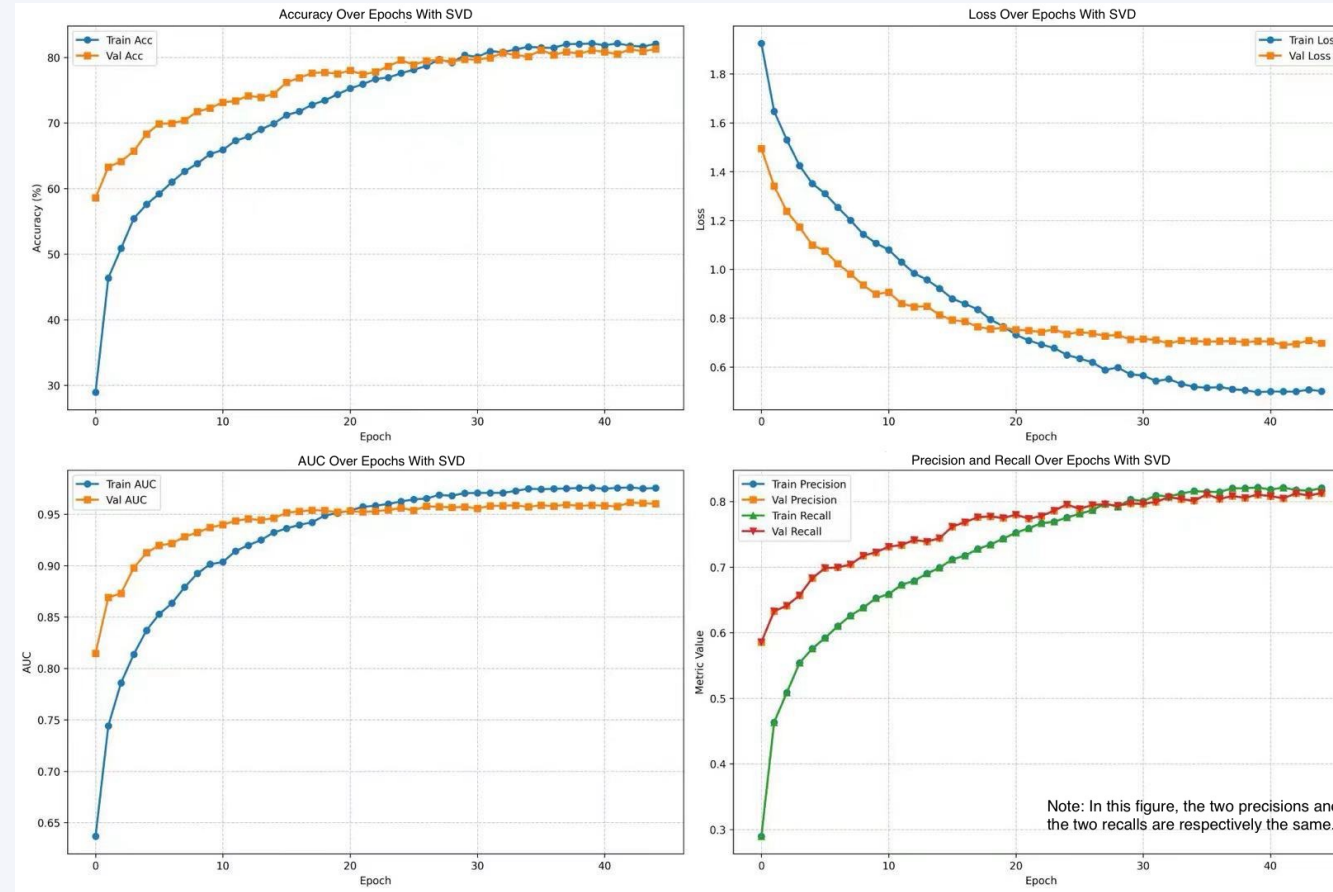 Accuracy Over Epochs With SVD
Train Acc
Val Acc
80
70
60
50
40
30
Accuracy (%)
0 10 20 30 40
Epoch
Loss Over Epochs With SVD
Train Los
Val Loss
1.8
1.6
1.4
1.2
1.0
0.8
0.6
Loss
0 10 20 30 40
Epoch
AUC Over Epochs With SVD
Train AUC
Val AUC
0.95
0.90
0.85
0.80
0.75
0.70
0.65
AUC
0 10 20 30 40
Epoch
Precision and Recall Over Epochs With SVD
Train Precision
Val Precision
Train Recall
Val Recall
0.8
0.7
0.6
0.5
0.4
0.3
Metric Value
Note: In this figure, the two precisions and
the two recalls are respectively the same.
0 10 20 30 40
Epoch